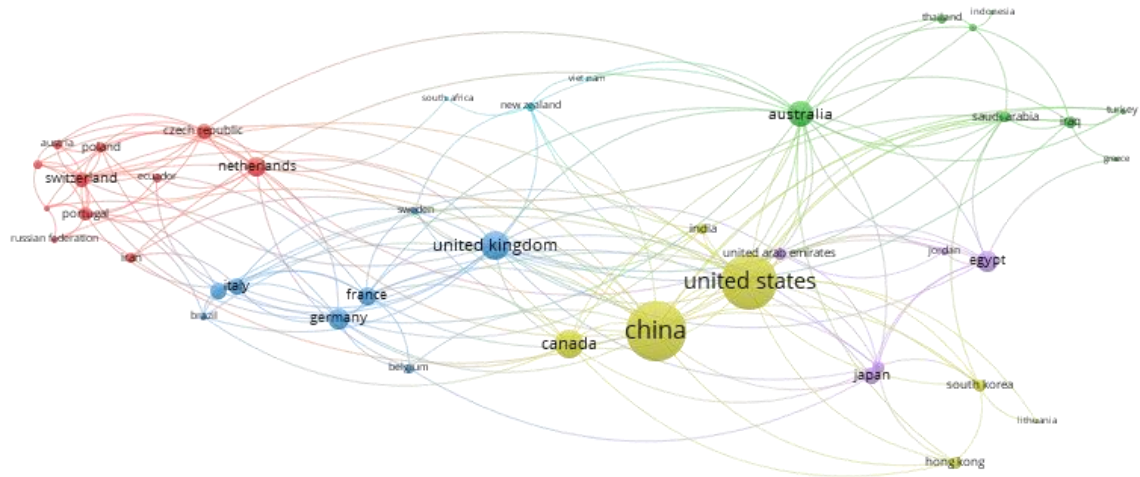 indonesia
thailand
viet nam
south africa
new zealand
australia
saudi arabia
iraq
turkey
greece
czech republic
austria
poland
netherlands
switzerland
ecuador
portugal
sweden
russian federation
iran
india
united kingdom
united arab emirates
jordan
egypt
united states
italy
france
brazil
germany
china
canada
belgium
japan
south korea
lithuania
hong kong